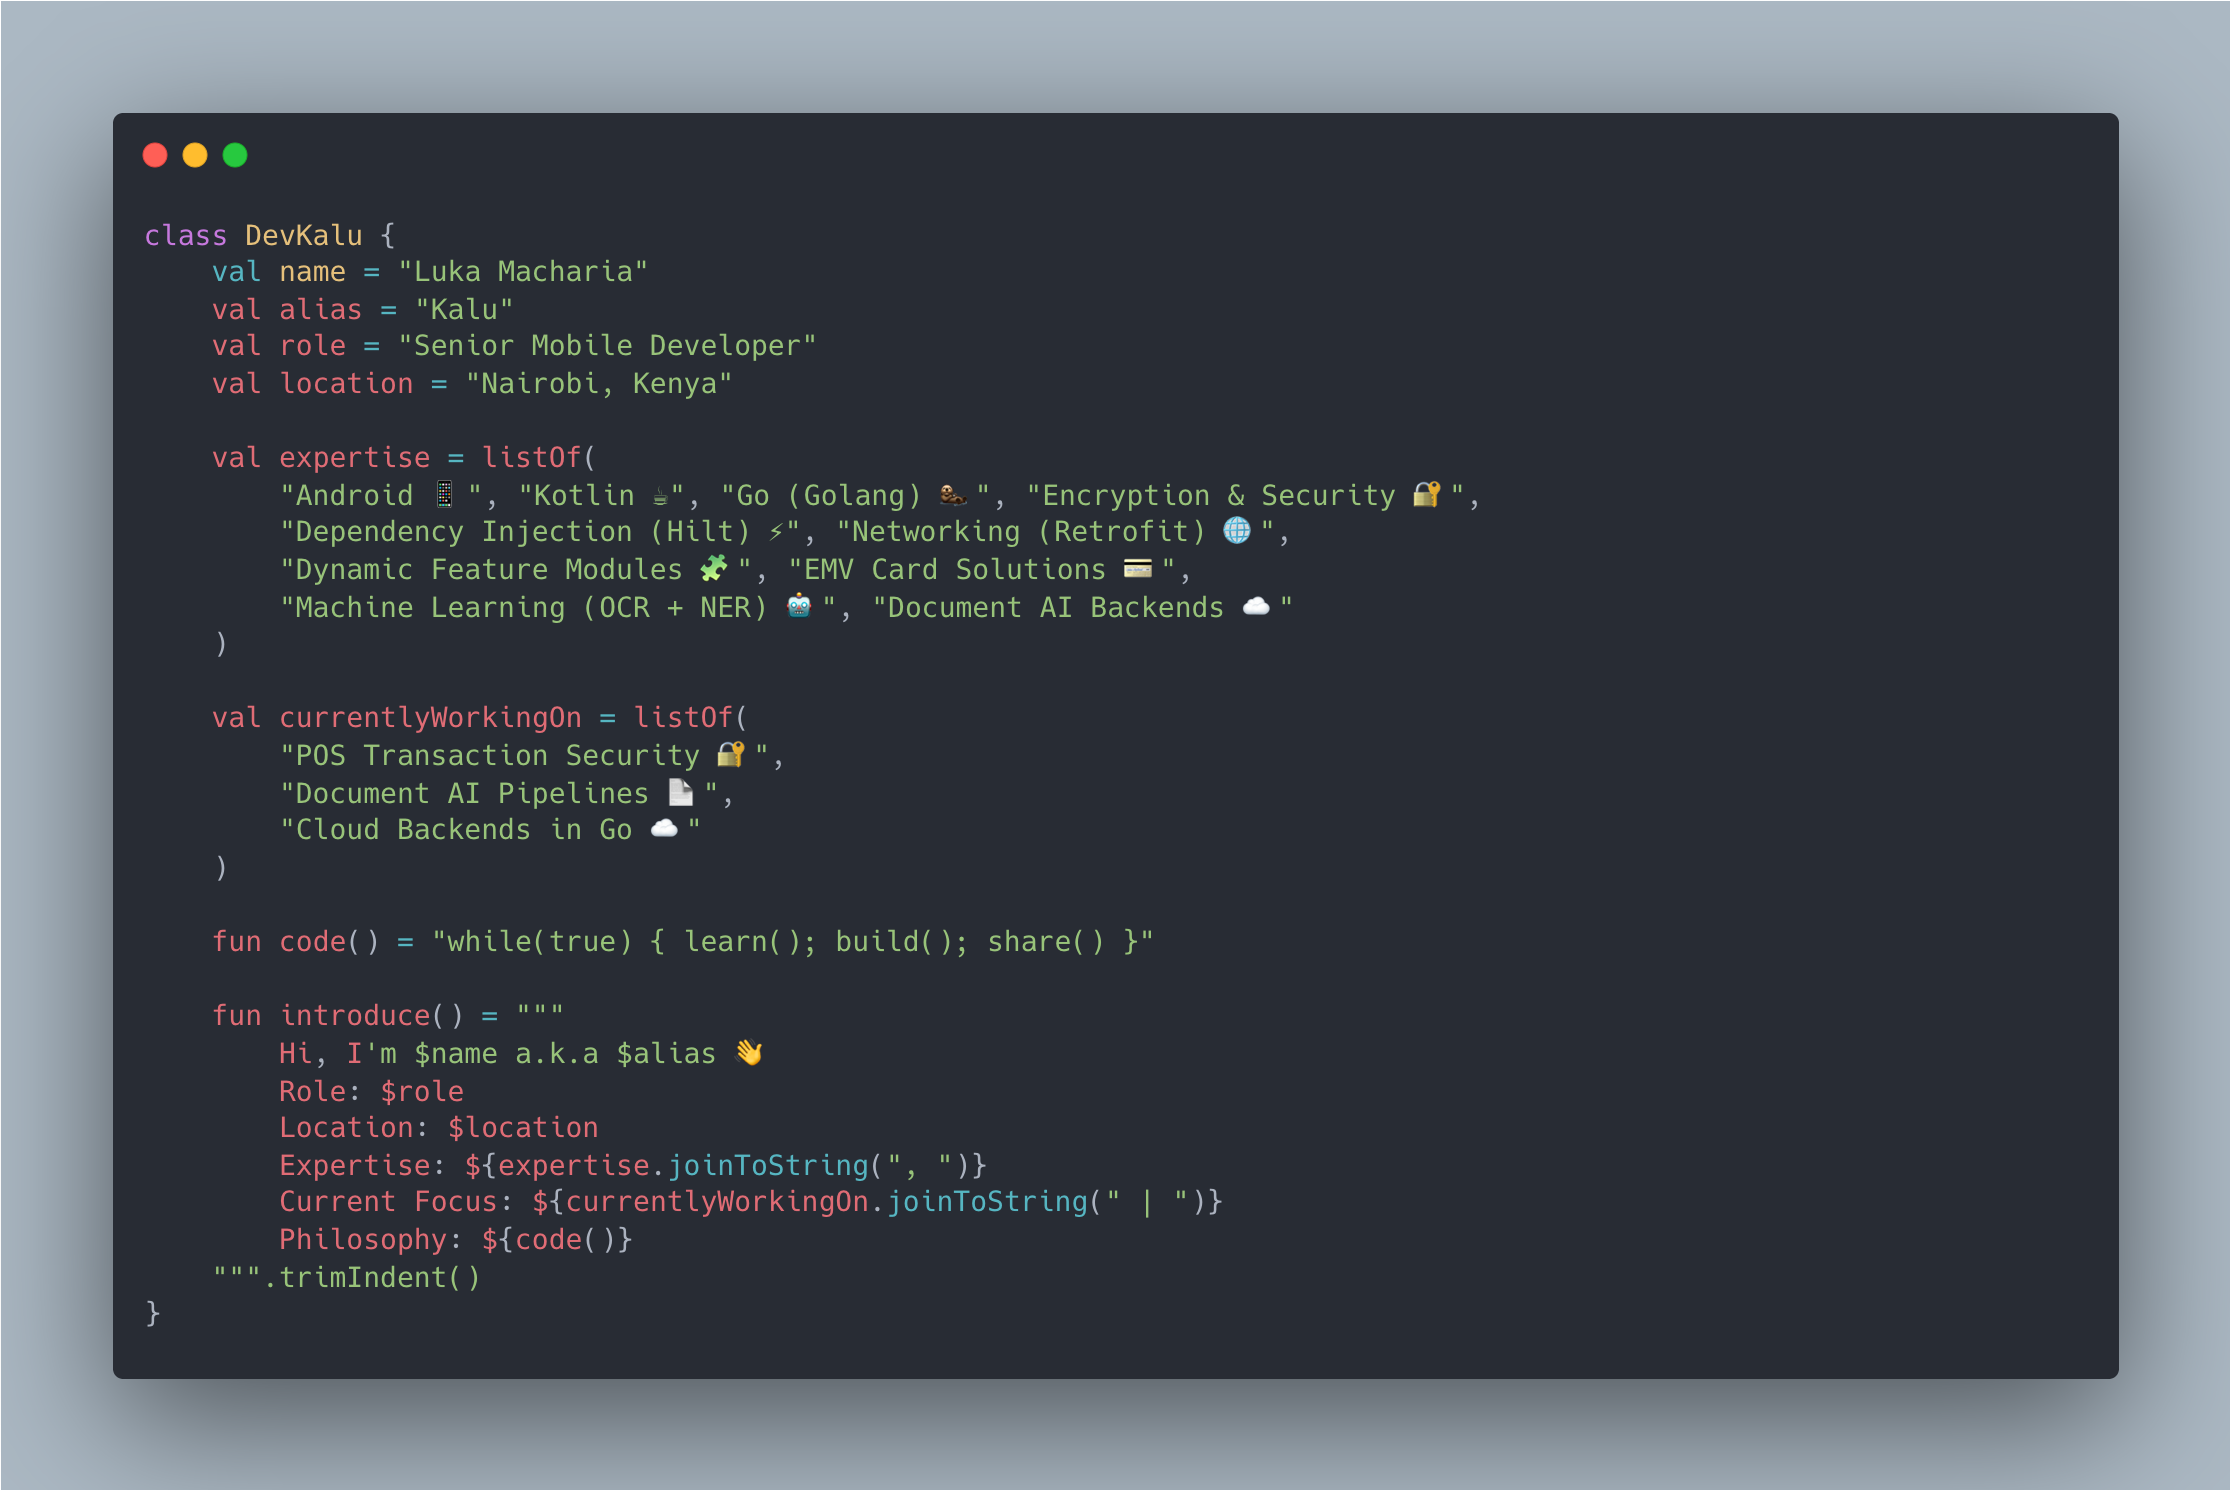 class DevKalu {
    val name = "Luka Macharia"
    val alias = "Kalu"
    val role = "Senior Mobile Developer"
    val location = "Nairobi, Kenya"

    val expertise = listOf(
        "Android 📱", "Kotlin ☕", "Go (Golang) 🦦", "Encryption & Security 🔐",
        "Dependency Injection (Hilt) ⚡", "Networking (Retrofit) 🌐",
        "Dynamic Feature Modules 🧩", "EMV Card Solutions 💳",
        "Machine Learning (OCR + NER) 🤖", "Document AI Backends ☁️"
    )

    val currentlyWorkingOn = listOf(
        "POS Transaction Security 🔐",
        "Document AI Pipelines 📄",
        "Cloud Backends in Go ☁️"
    )

    fun code() = "while(true) { learn(); build(); share() }"

    fun introduce() = """
        Hi, I'm $name a.k.a $alias 👋
        Role: $role
        Location: $location
        Expertise: ${expertise.joinToString(", ")}
        Current Focus: ${currentlyWorkingOn.joinToString(" | ")}
        Philosophy: ${code()}
    """.trimIndent()
}